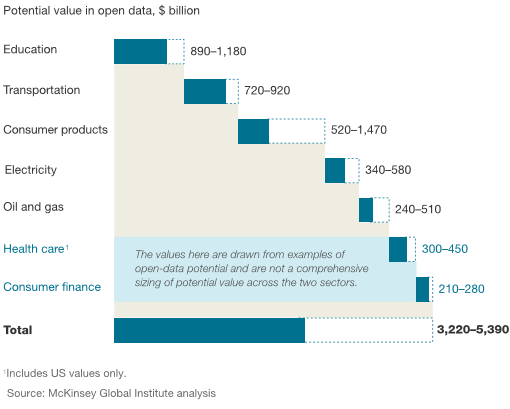 Potential value in open data, $ billion
Education 890–1,180
Transportation 720–920
Consumer products 520–1,470
Electricity 340–580
Oil and gas 240–510
Health care¹ 300–450
The values here are drawn from examples of
open-data potential and are not a comprehensive
sizing of potential value across the two sectors.
Consumer finance 210–280
Total 3,220–5,390
¹Includes US values only.
Source: McKinsey Global Institute analysis